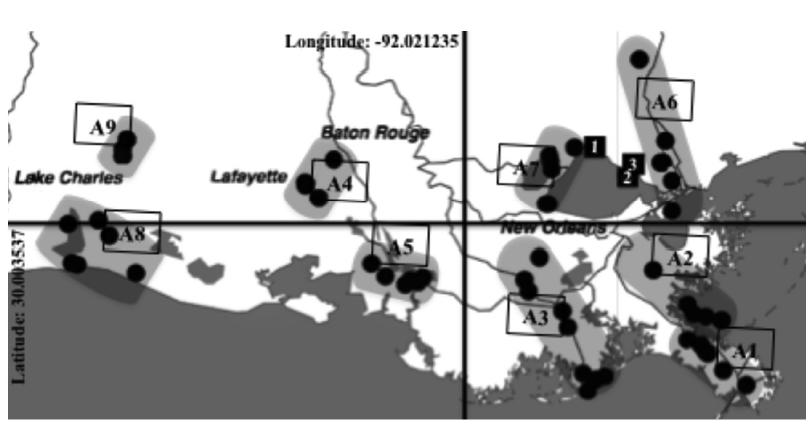 Longitude: -92.021235
A6
A9
Baton Rouge
1
A7
3
2
Lake Charles
Lafayette
A4
New Orleans
A8
A5
A2
Latitude: 30.003537
A3
A1